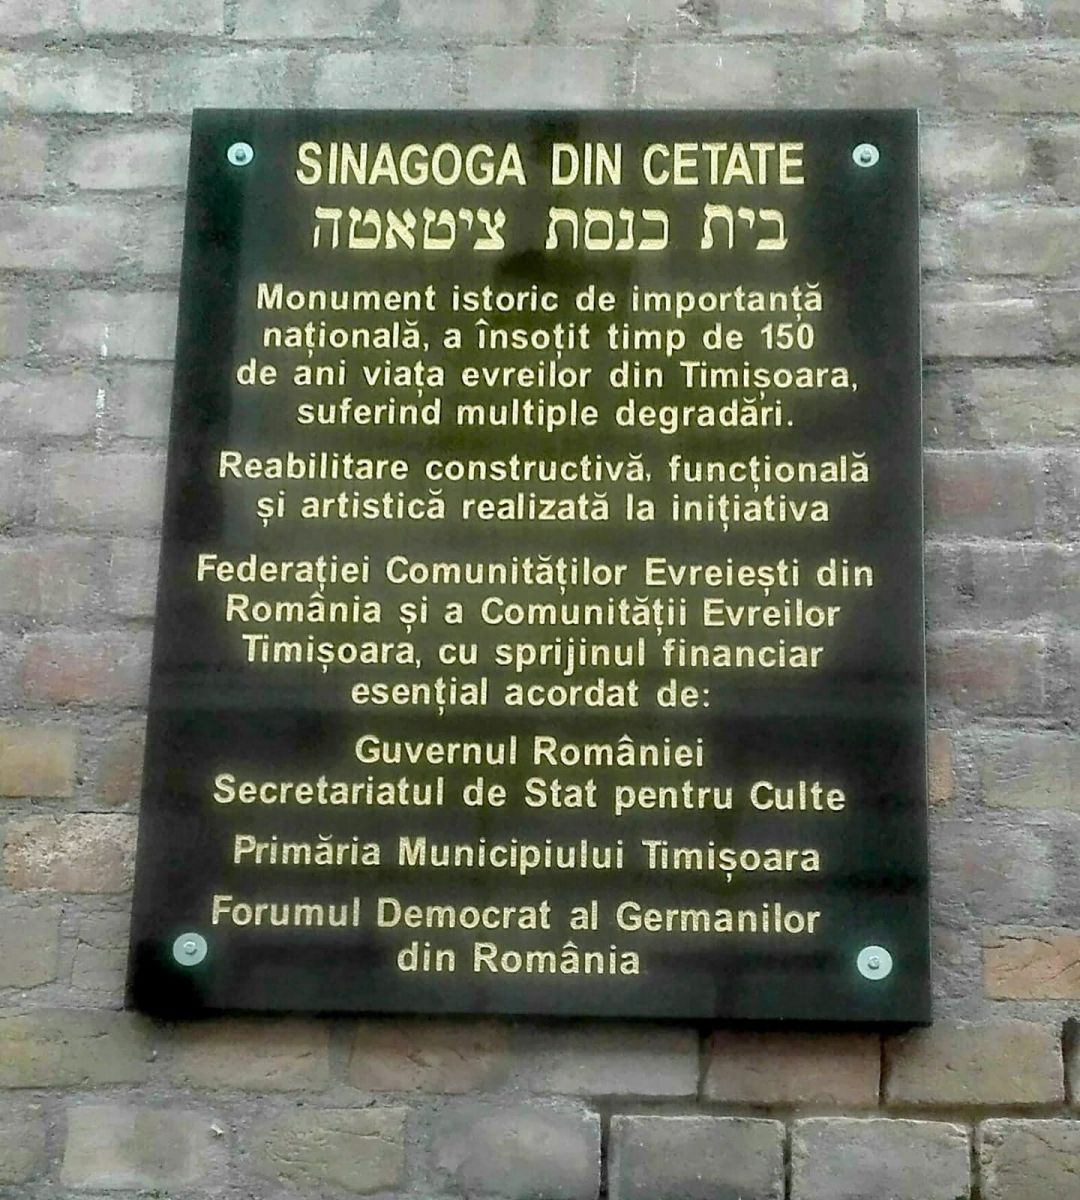 SINAGOGA DIN CETATE
בית כנסת ציטאטה
Monument istoric de importanță
națională, a însoțit timp de 150
de ani viața evreilor din Timișoara,
suferind multiple degradări.
Reabilitare constructivă, funcțională
și artistică realizată la inițiativa
Federației Comunităților Evreiești din
România și a Comunității Evreilor
Timișoara, cu sprijinul financiar
esențial acordat de:
Guvernul României
Secretariatul de Stat pentru Culte
Primăria Municipiului Timișoara
Forumul Democrat al Germanilor
din România